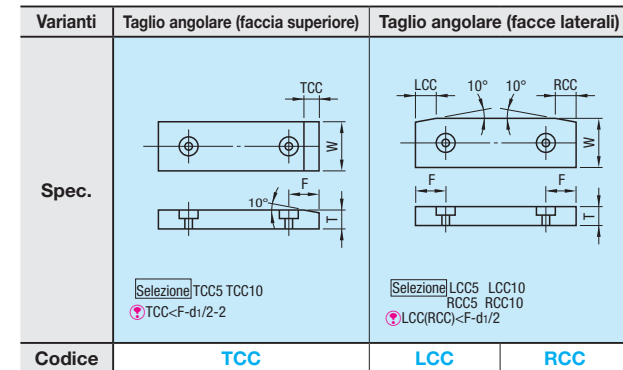 Varianti Taglio angolare (faccia superiore) Taglio angolare (facce laterali)
Spec.
TCC
W
F
10°
T
Selezione TCC5 TCC10
TCC<F-d1/2-2
LCC 10° 10° RCC
W
F F
T
Selezione LCC5 LCC10
RCC5 RCC10
LCC(RCC)<F-d1/2
Codice TCC LCC RCC